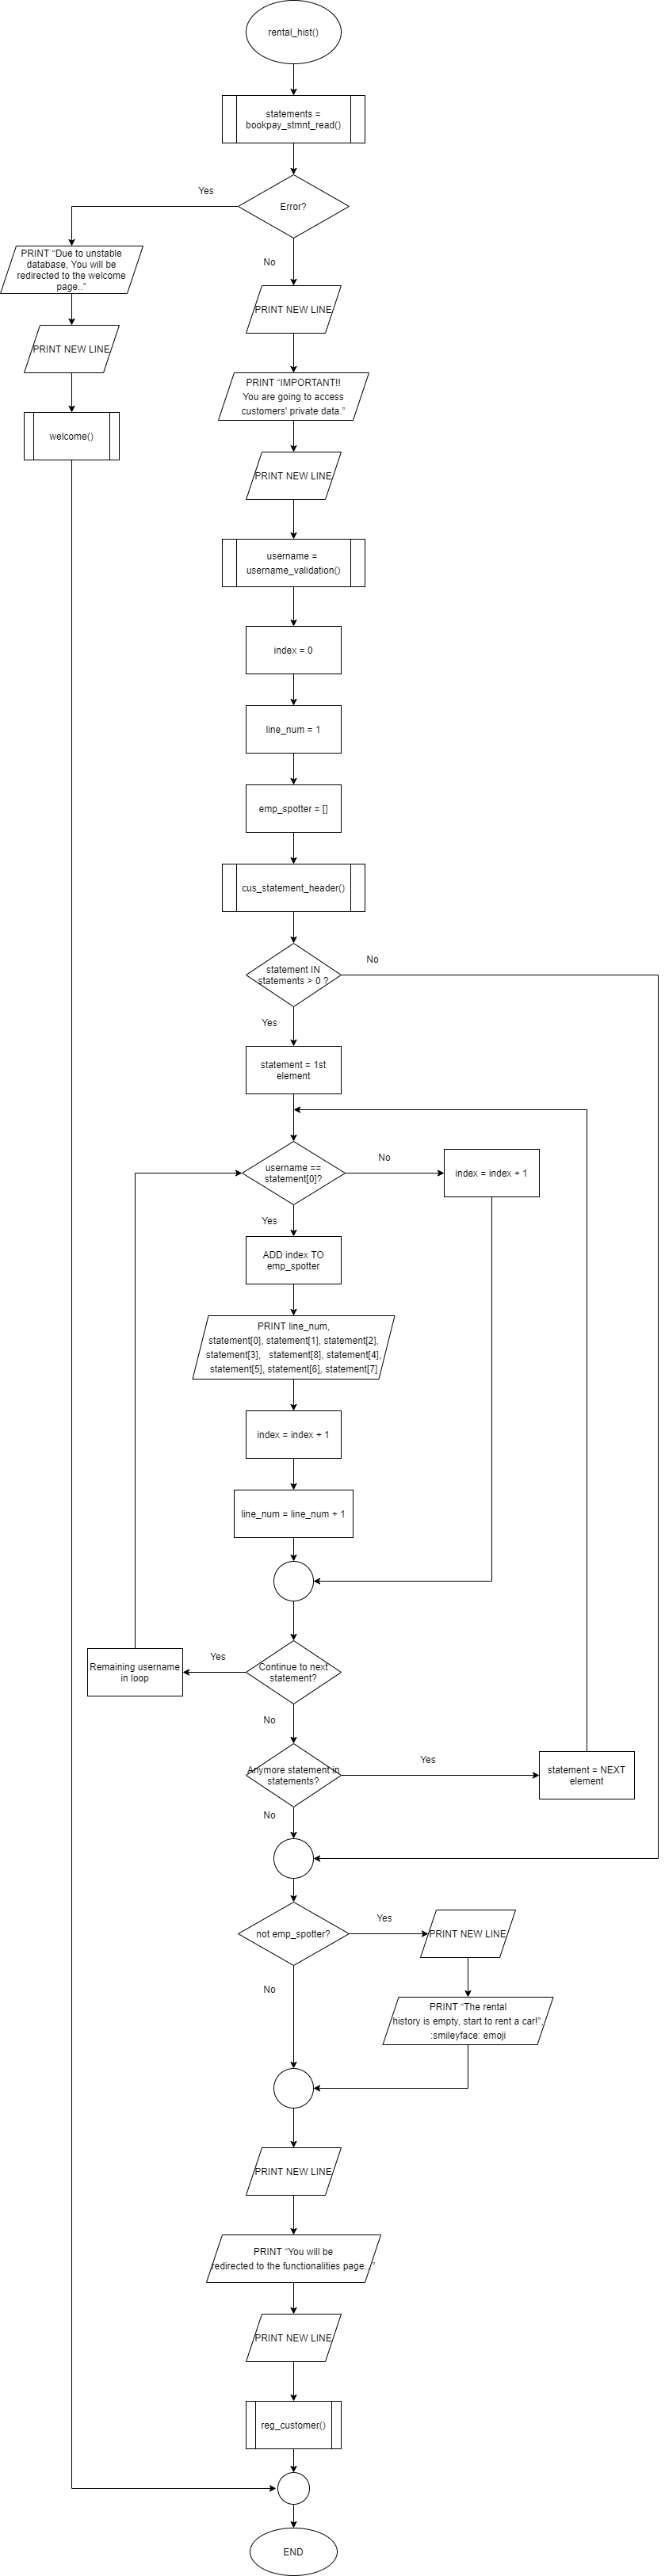 rental_hist()
statements =
bookpay_stmnt_read()
Error?
Yes
No
PRINT “Due to unstable
database, You will be
redirected to the welcome
page..”
PRINT NEW LINE
welcome()
PRINT NEW LINE
PRINT “IMPORTANT!!
You are going to access
customers' private data.”
PRINT NEW LINE
username =
username_validation()
index = 0
line_num = 1
emp_spotter = []
cus_statement_header()
statement IN
statements > 0 ?
No
Yes
statement = 1st
element
username ==
statement[0]?
No
index = index + 1
Yes
ADD index TO
emp_spotter
PRINT line_num,
statement[0], statement[1], statement[2],
statement[3], statement[8], statement[4],
statement[5], statement[6], statement[7]
index = index + 1
line_num = line_num + 1
Continue to next
statement?
Yes
Remaining username
in loop
No
Anymore statement in
statements?
Yes
statement = NEXT
element
No
not emp_spotter?
Yes
PRINT NEW LINE
PRINT “The rental
history is empty, start to rent a car!”,
:smileyface: emoji
No
PRINT NEW LINE
PRINT “You will be
redirected to the functionalities page...”
PRINT NEW LINE
reg_customer()
END